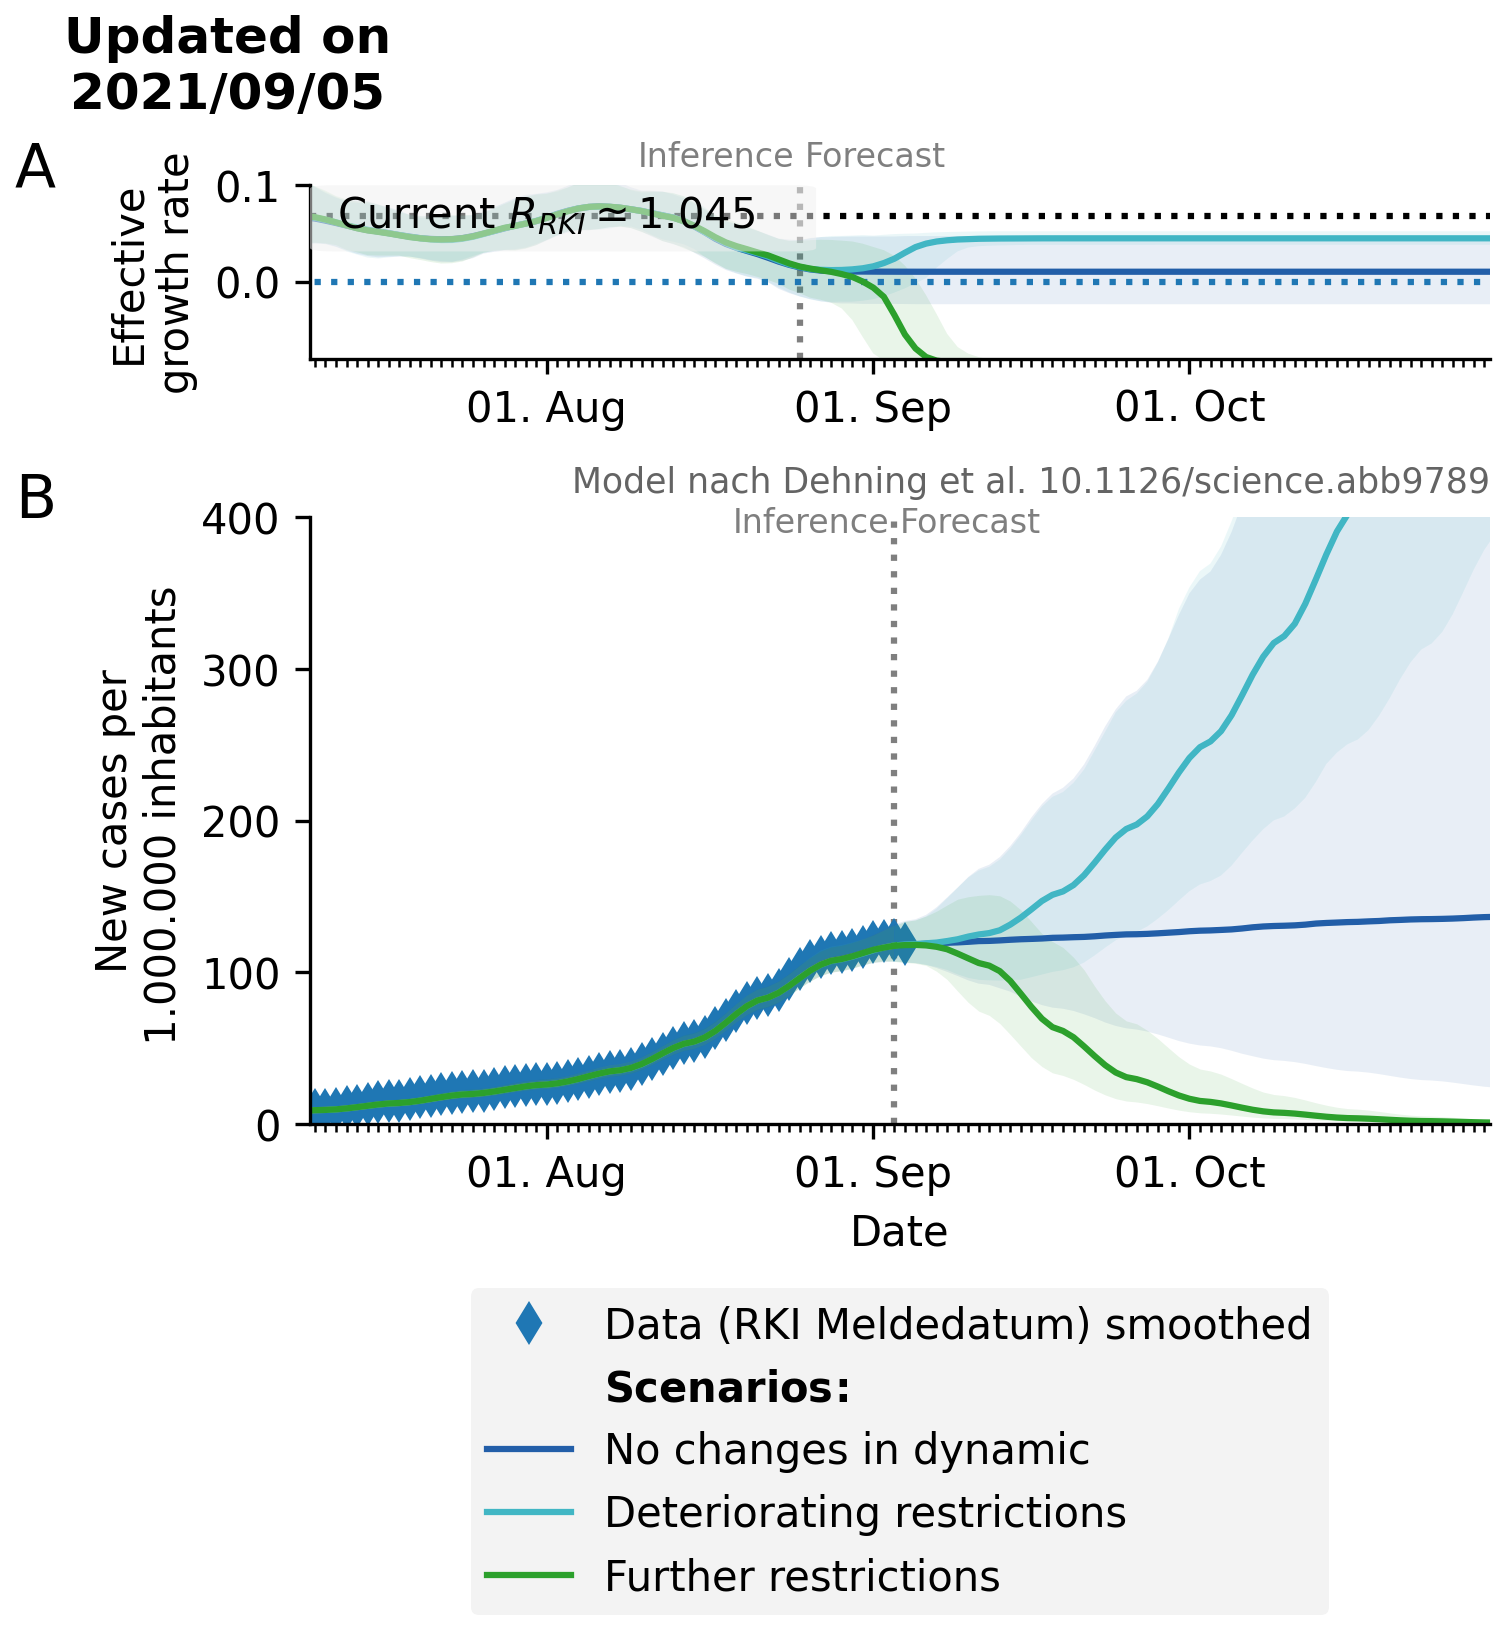 Updated on
2021/09/05
A
Inference Forecast
Effective
growth rate
0.1
0.0
Current R_RKI ≃ 1.045
01. Aug
01. Sep
01. Oct
B
Model nach Dehning et al. 10.1126/science.abb9789
Inference Forecast
New cases per
1.000.000 inhabitants
400
300
200
100
0
01. Aug
01. Sep
01. Oct
Date
Data (RKI Meldedatum) smoothed
Scenarios:
No changes in dynamic
Deteriorating restrictions
Further restrictions